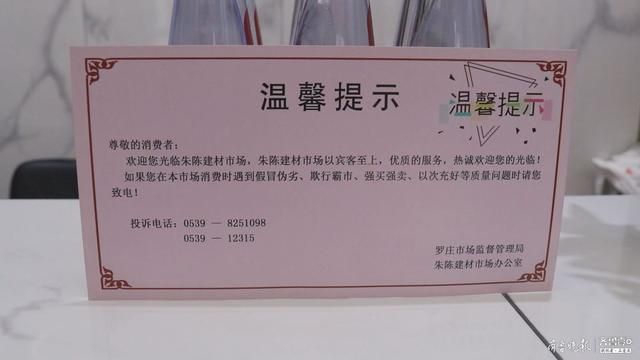 温馨提示
温馨提示
尊敬的消费者：
欢迎您光临朱陈建材市场，朱陈建材市场以宾客至上，优质的服务，热诚欢迎您的光临！
如果您在本市场消费时遇到假冒伪劣、欺行霸市、强买强卖、以次充好等质量问题时请您
致电！
投诉电话：0539 — 8251098
0539 — 12315
罗庄市场监督管理局
朱陈建材市场办公室